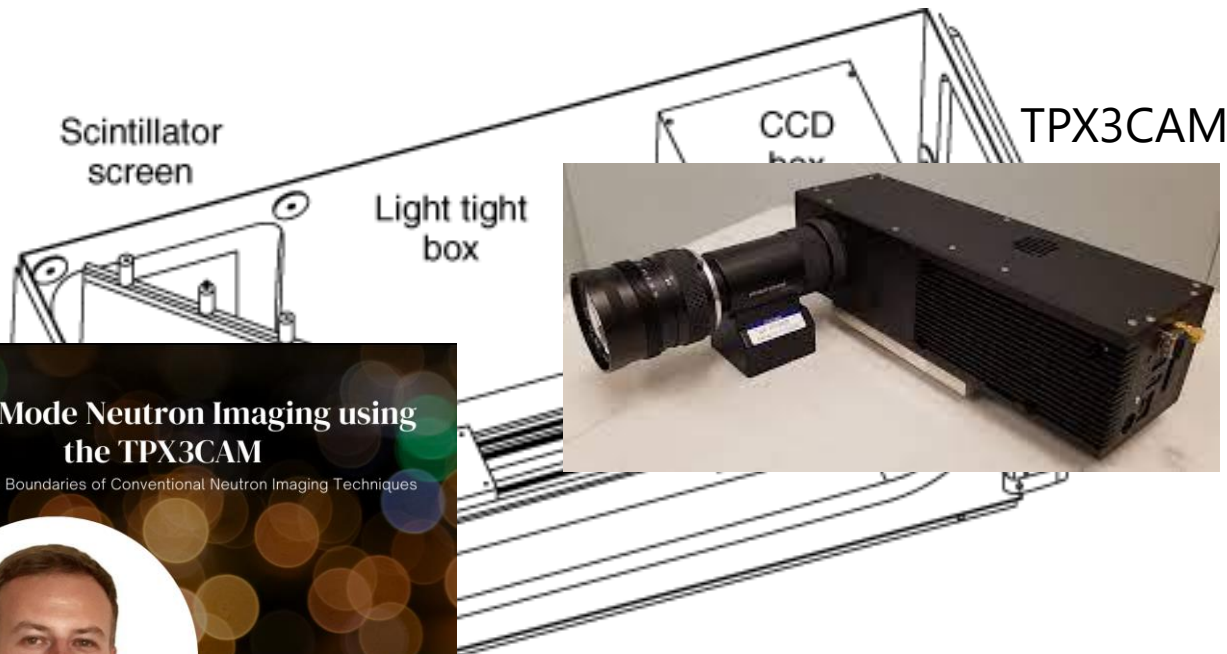 Scintillator
screen
Light tight
box
CCD
box
TPX3CAM
Mode Neutron Imaging using
the TPX3CAM
Boundaries of Conventional Neutron Imaging Techniques